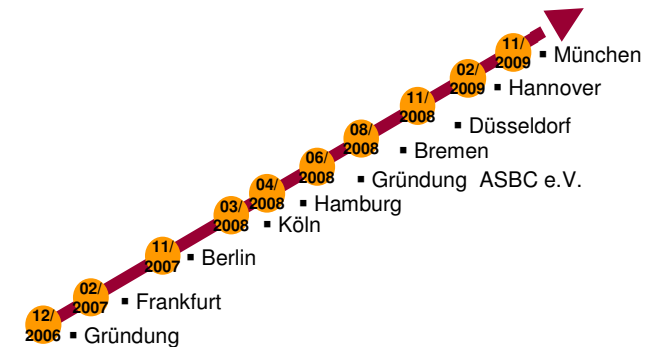 11/
2009
▪ München
02/
2009
▪ Hannover
11/
2008
▪ Düsseldorf
08/
2008
▪ Bremen
06/
2008
▪ Gründung ASBC e.V.
04/
2008
▪ Hamburg
03/
2008
▪ Köln
11/
2007
▪ Berlin
02/
2007
▪ Frankfurt
12/
2006
▪ Gründung